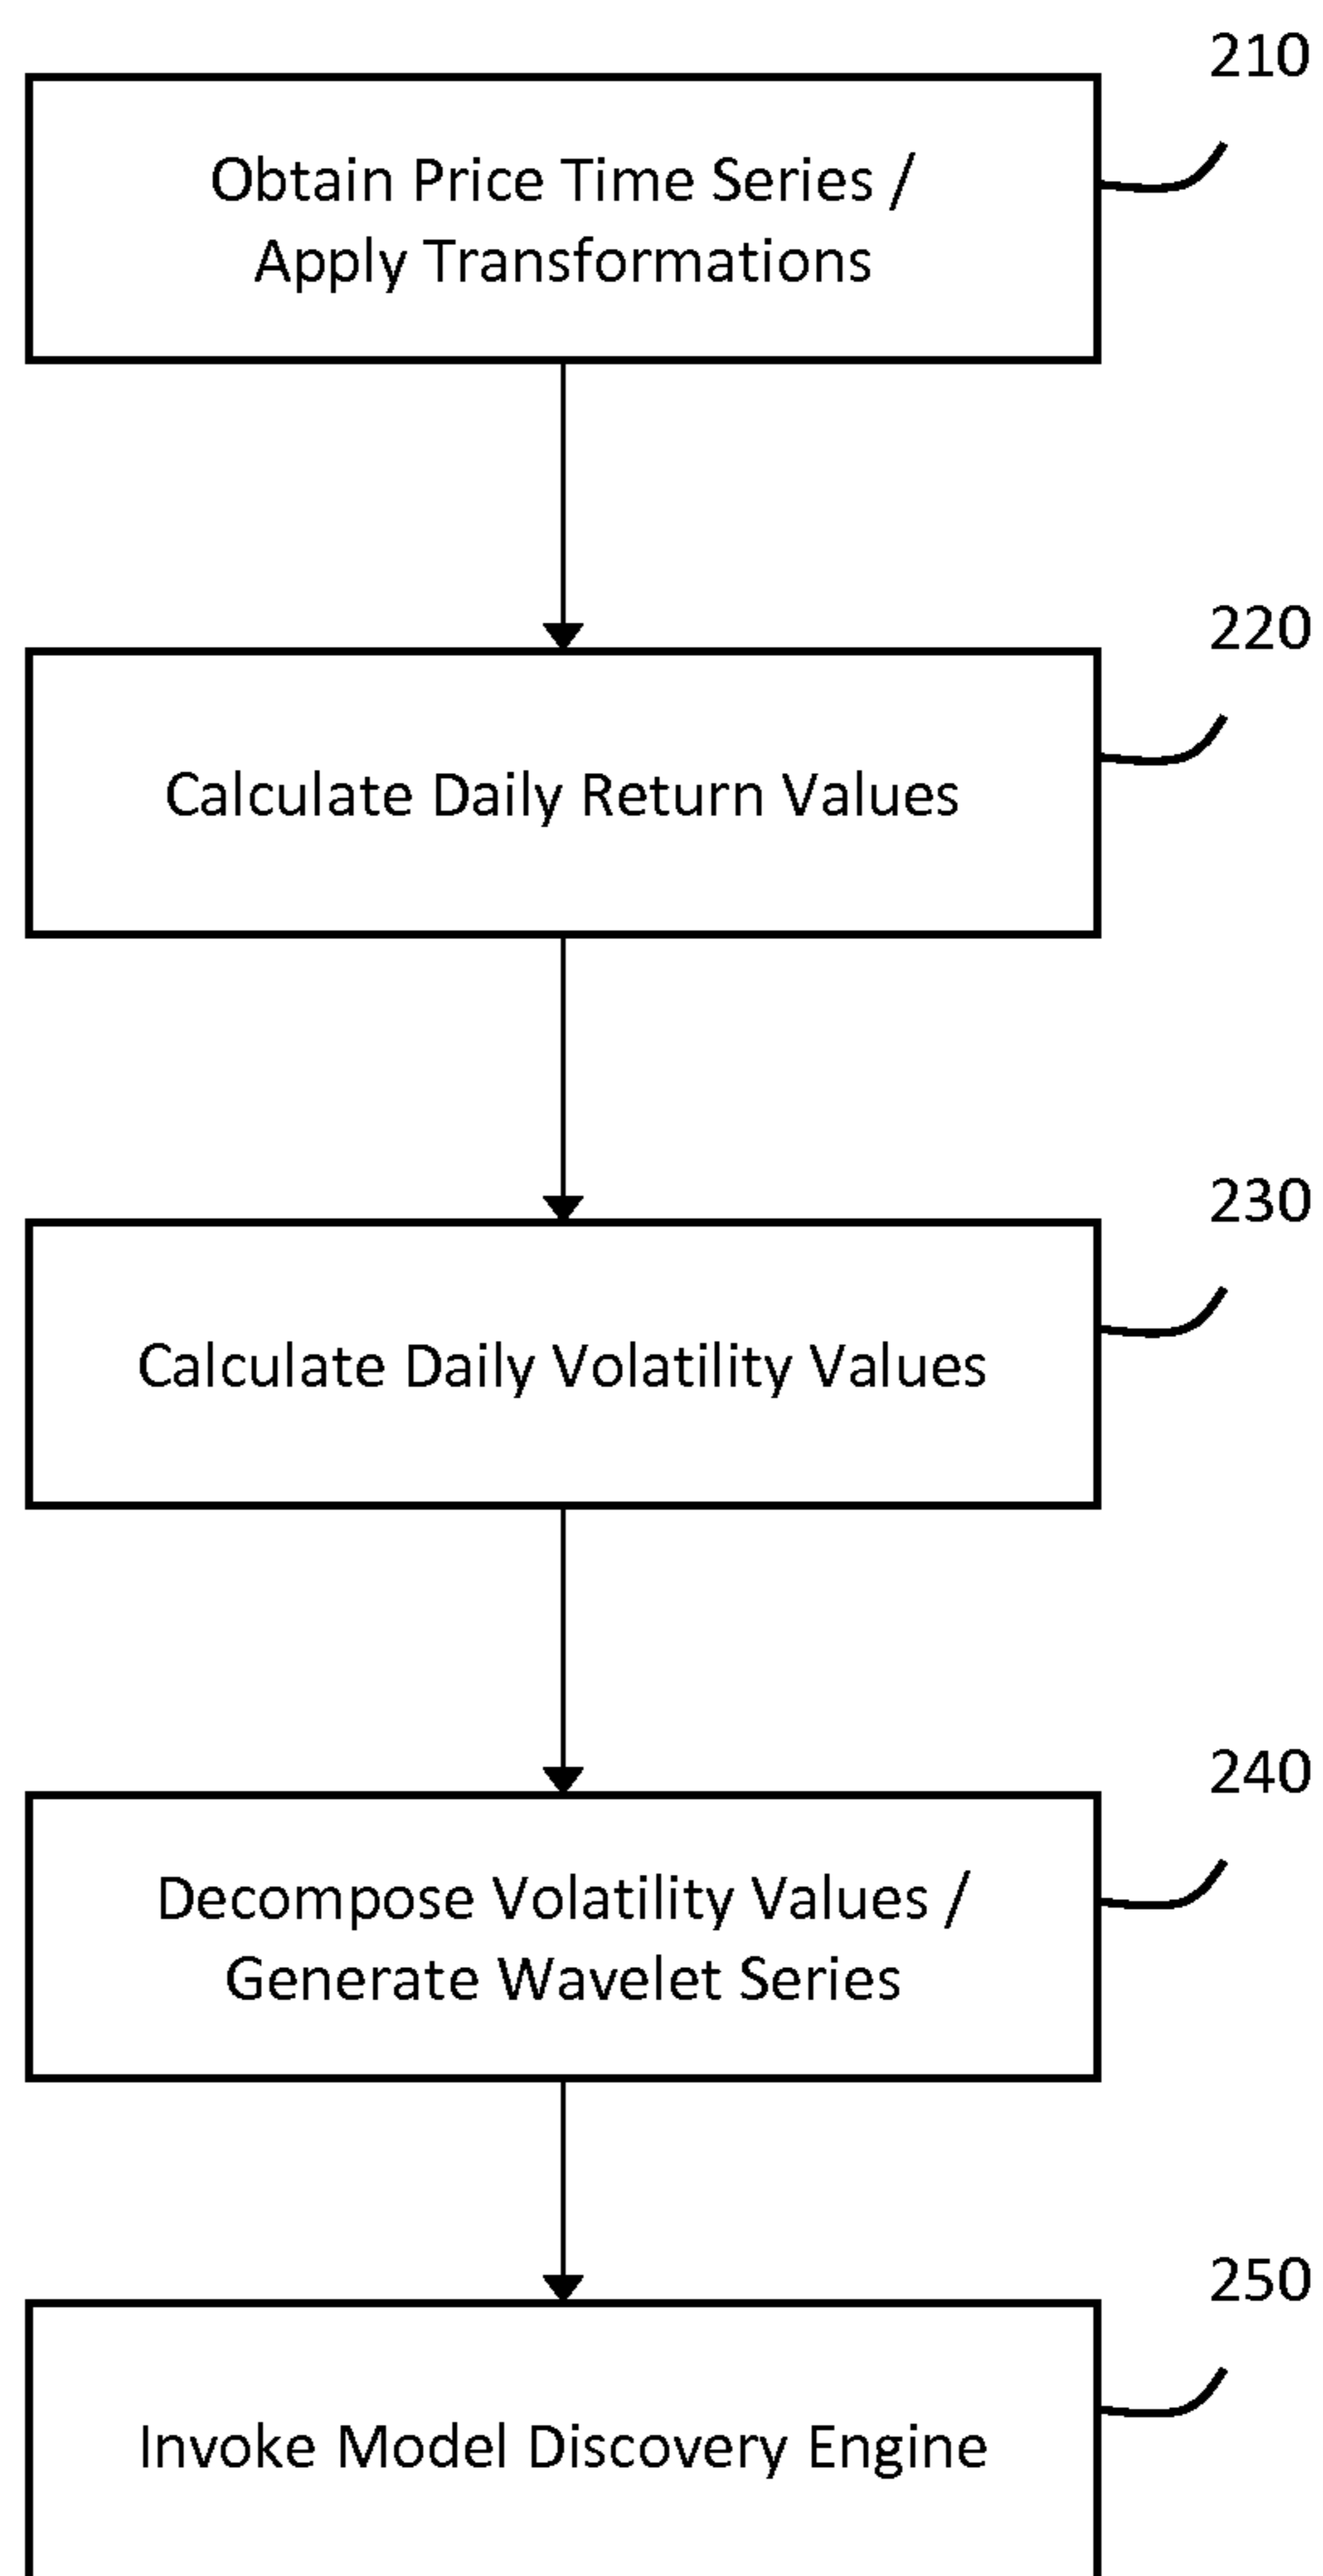 210
Obtain Price Time Series /
Apply Transformations
220
Calculate Daily Return Values
230
Calculate Daily Volatility Values
240
Decompose Volatility Values /
Generate Wavelet Series
250
Invoke Model Discovery Engine